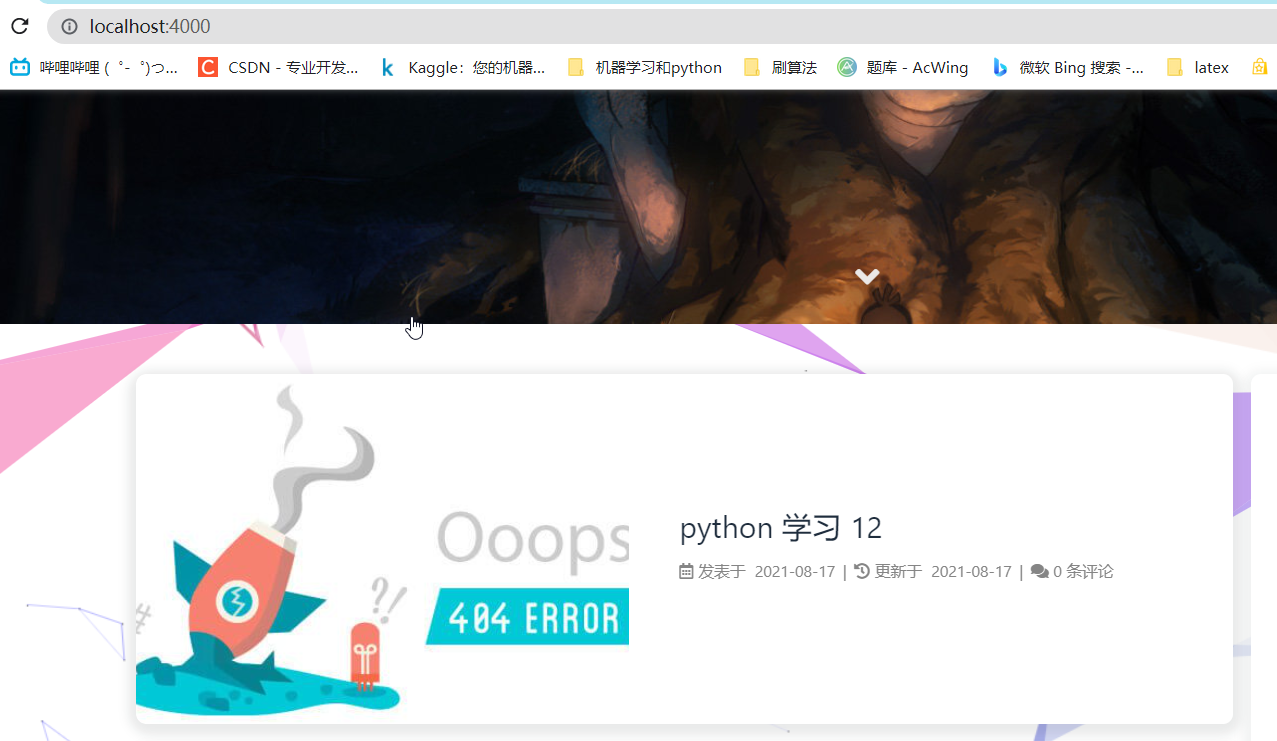 localhost:4000
哔哩哔哩 ( ゜- ゜)つ... CSDN - 专业开发... Kaggle：您的机器... 机器学习和python 刷算法 题库 - AcWing 微软 Bing 搜索 -... latex
Ooops
?!
#
404 ERROR
python 学习 12
发表于 2021-08-17 | 更新于 2021-08-17 | 0 条评论